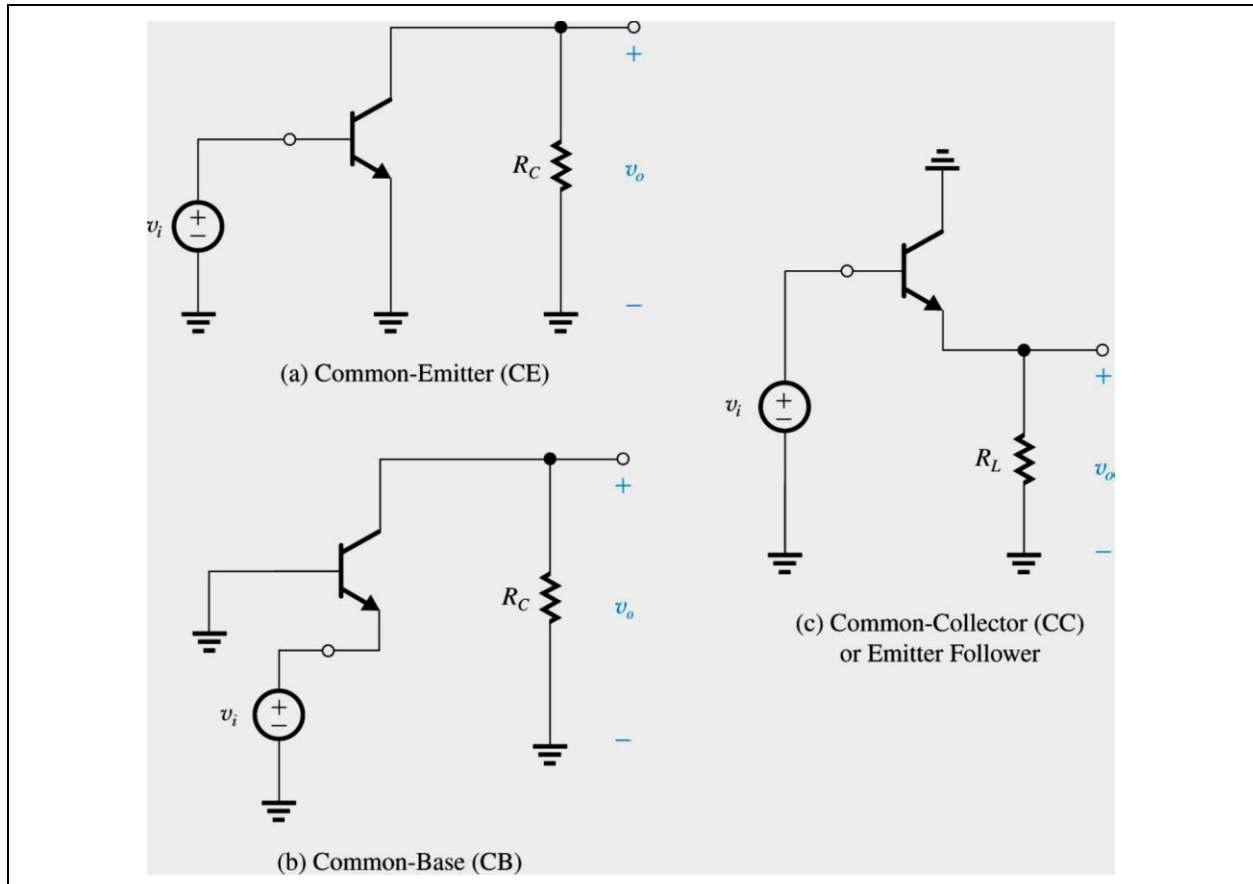 +
R_C
v_o
v_i
+
−
−
(a) Common-Emitter (CE)
+
R_C
v_o
v_i
+
−
−
(b) Common-Base (CB)
v_i
+
−
+
R_L
v_o
−
(c) Common-Collector (CC)
or Emitter Follower